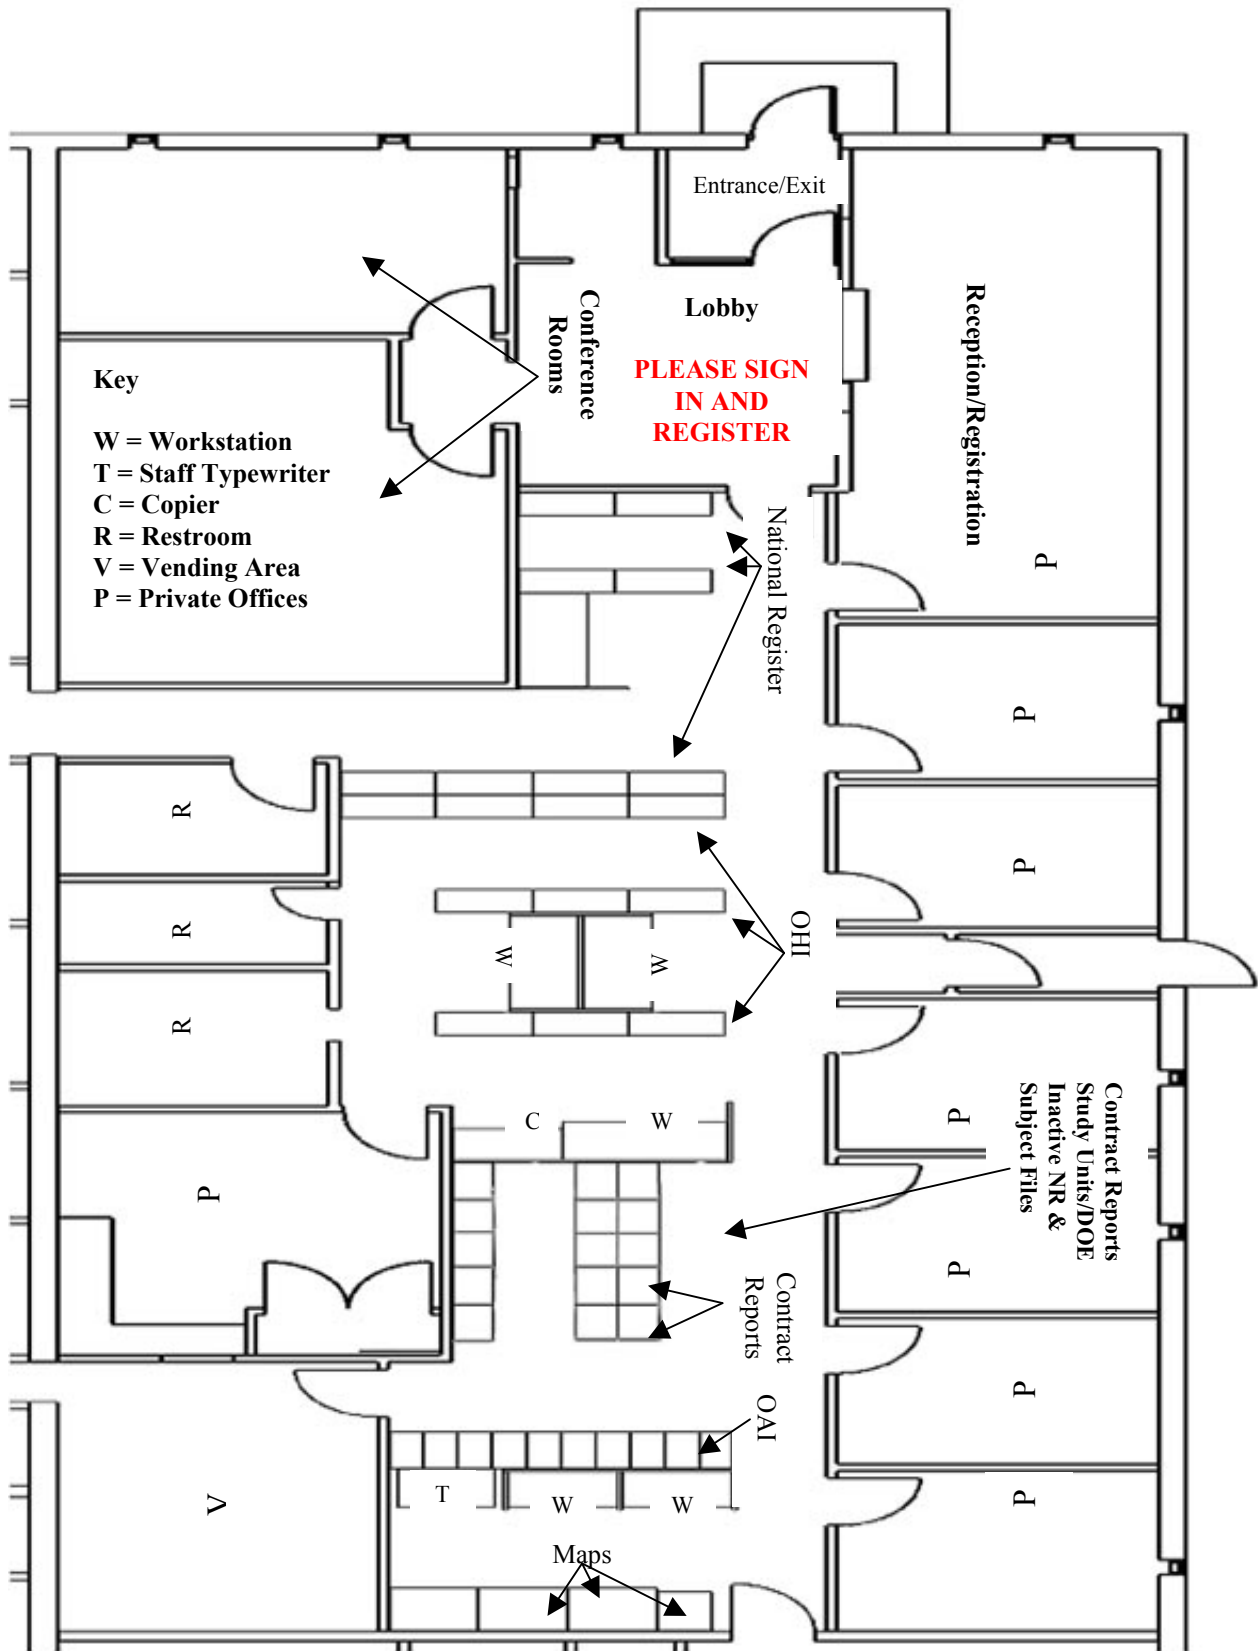 Entrance/Exit
Lobby
PLEASE SIGN
IN AND
REGISTER
Conference
Rooms
Reception/Registration
P
Key
W = Workstation
T = Staff Typewriter
C = Copier
R = Restroom
V = Vending Area
P = Private Offices
National Register
P
P
R
R
R
OHI
W
W
C
W
P
Contract Reports
Study Units/DOE
Inactive NR &
Subject Files
P
P
Contract
Reports
P
OAI
T
W
W
V
P
Maps